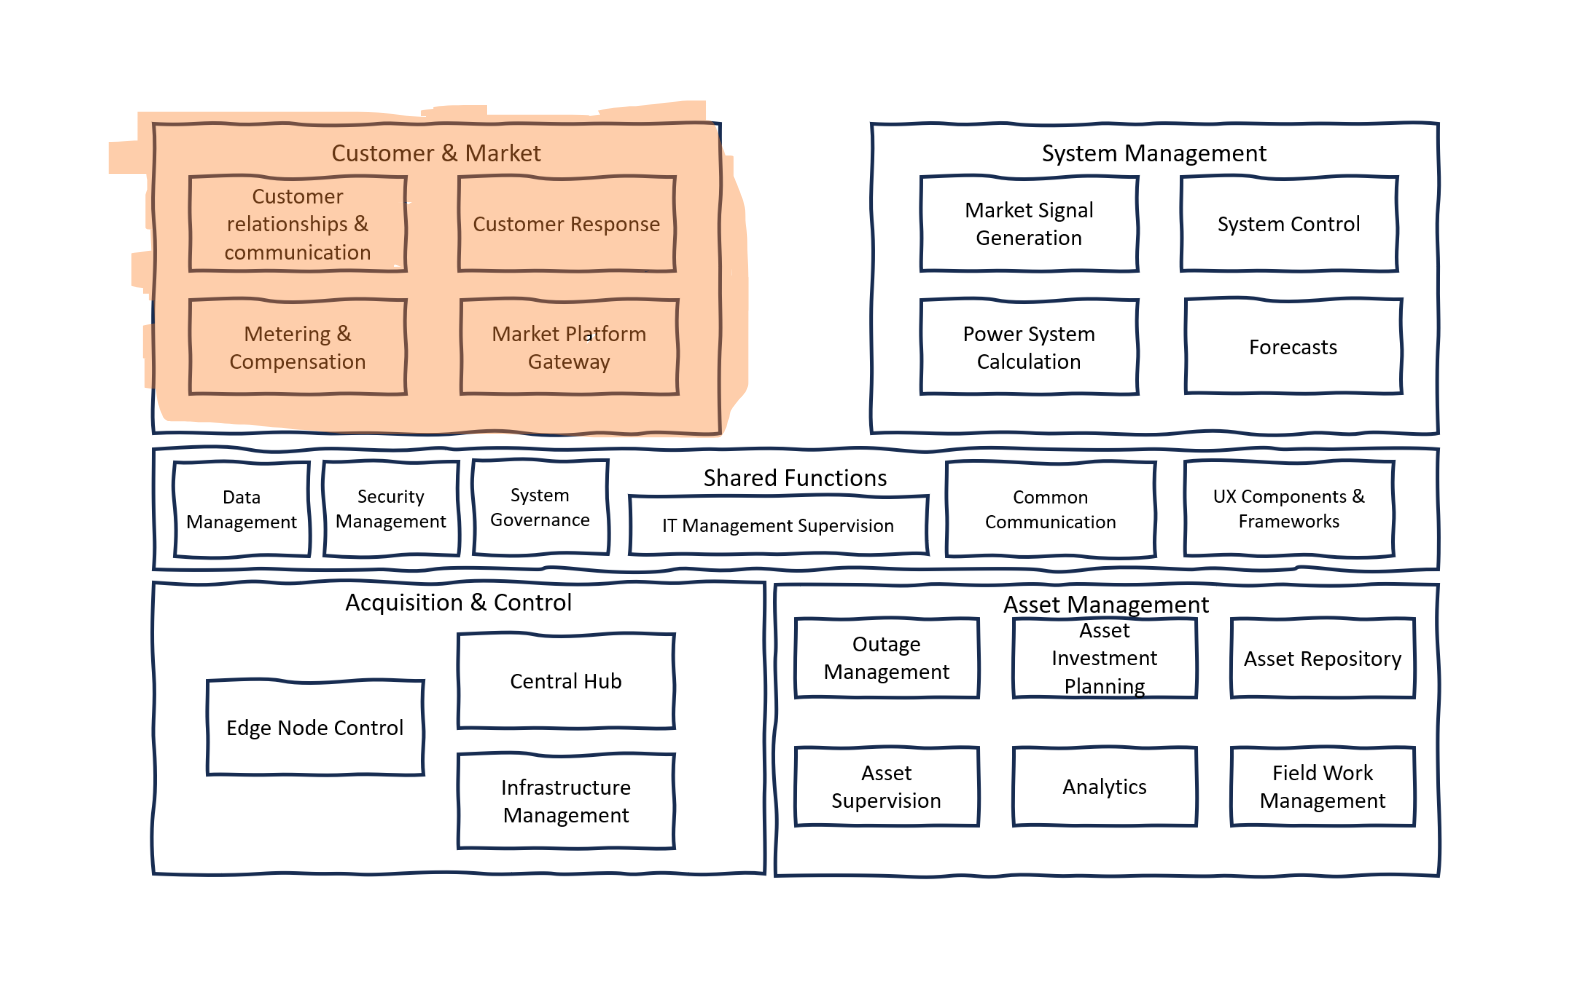 Customer & Market
Customer
relationships &
communication
Customer Response
Metering &
Compensation
Market Platform
Gateway
System Management
Market Signal
Generation
System Control
Power System
Calculation
Forecasts
Shared Functions
Data
Management
Security
Management
System
Governance
IT Management Supervision
Common
Communication
UX Components &
Frameworks
Acquisition & Control
Edge Node Control
Central Hub
Infrastructure
Management
Asset Management
Outage
Management
Asset
Investment
Planning
Asset Repository
Asset
Supervision
Analytics
Field Work
Management